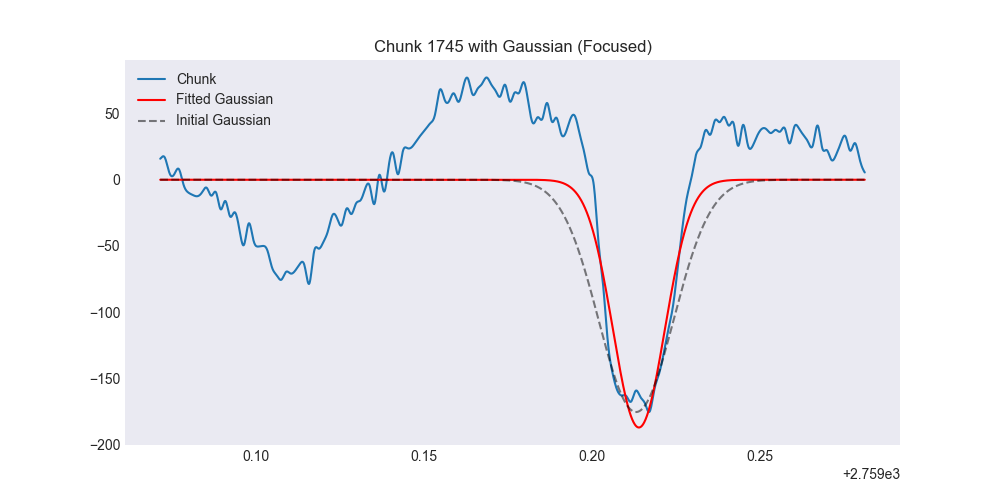 Chunk 1745 with Gaussian (Focused)
Chunk
Fitted Gaussian
Initial Gaussian
50
0
−50
−100
−150
−200
0.10 0.15 0.20 0.25
+2.759e3